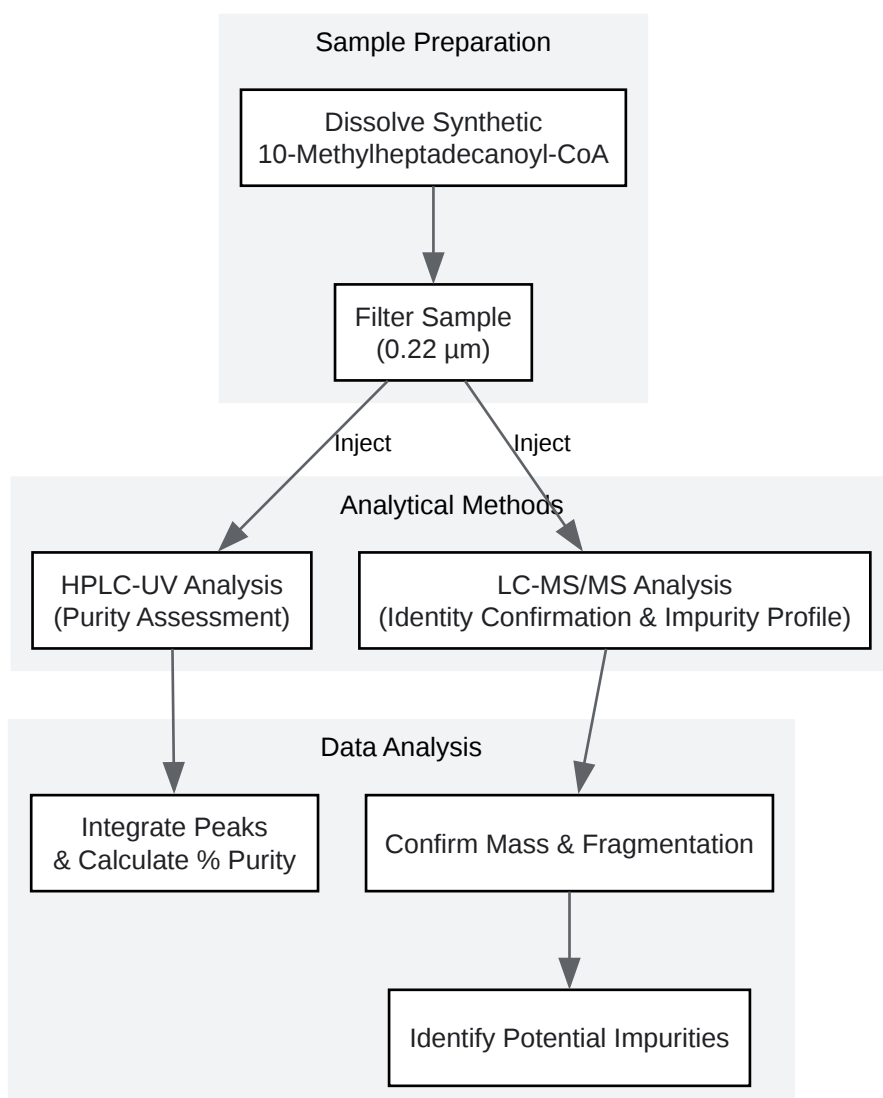 Sample Preparation
Dissolve Synthetic
10-Methylheptadecanoyl-CoA
Filter Sample
(0.22 µm)
Inject
Inject
Analytical Methods
HPLC-UV Analysis
(Purity Assessment)
LC-MS/MS Analysis
(Identity Confirmation & Impurity Profile)
Data Analysis
Integrate Peaks
& Calculate % Purity
Confirm Mass & Fragmentation
Identify Potential Impurities